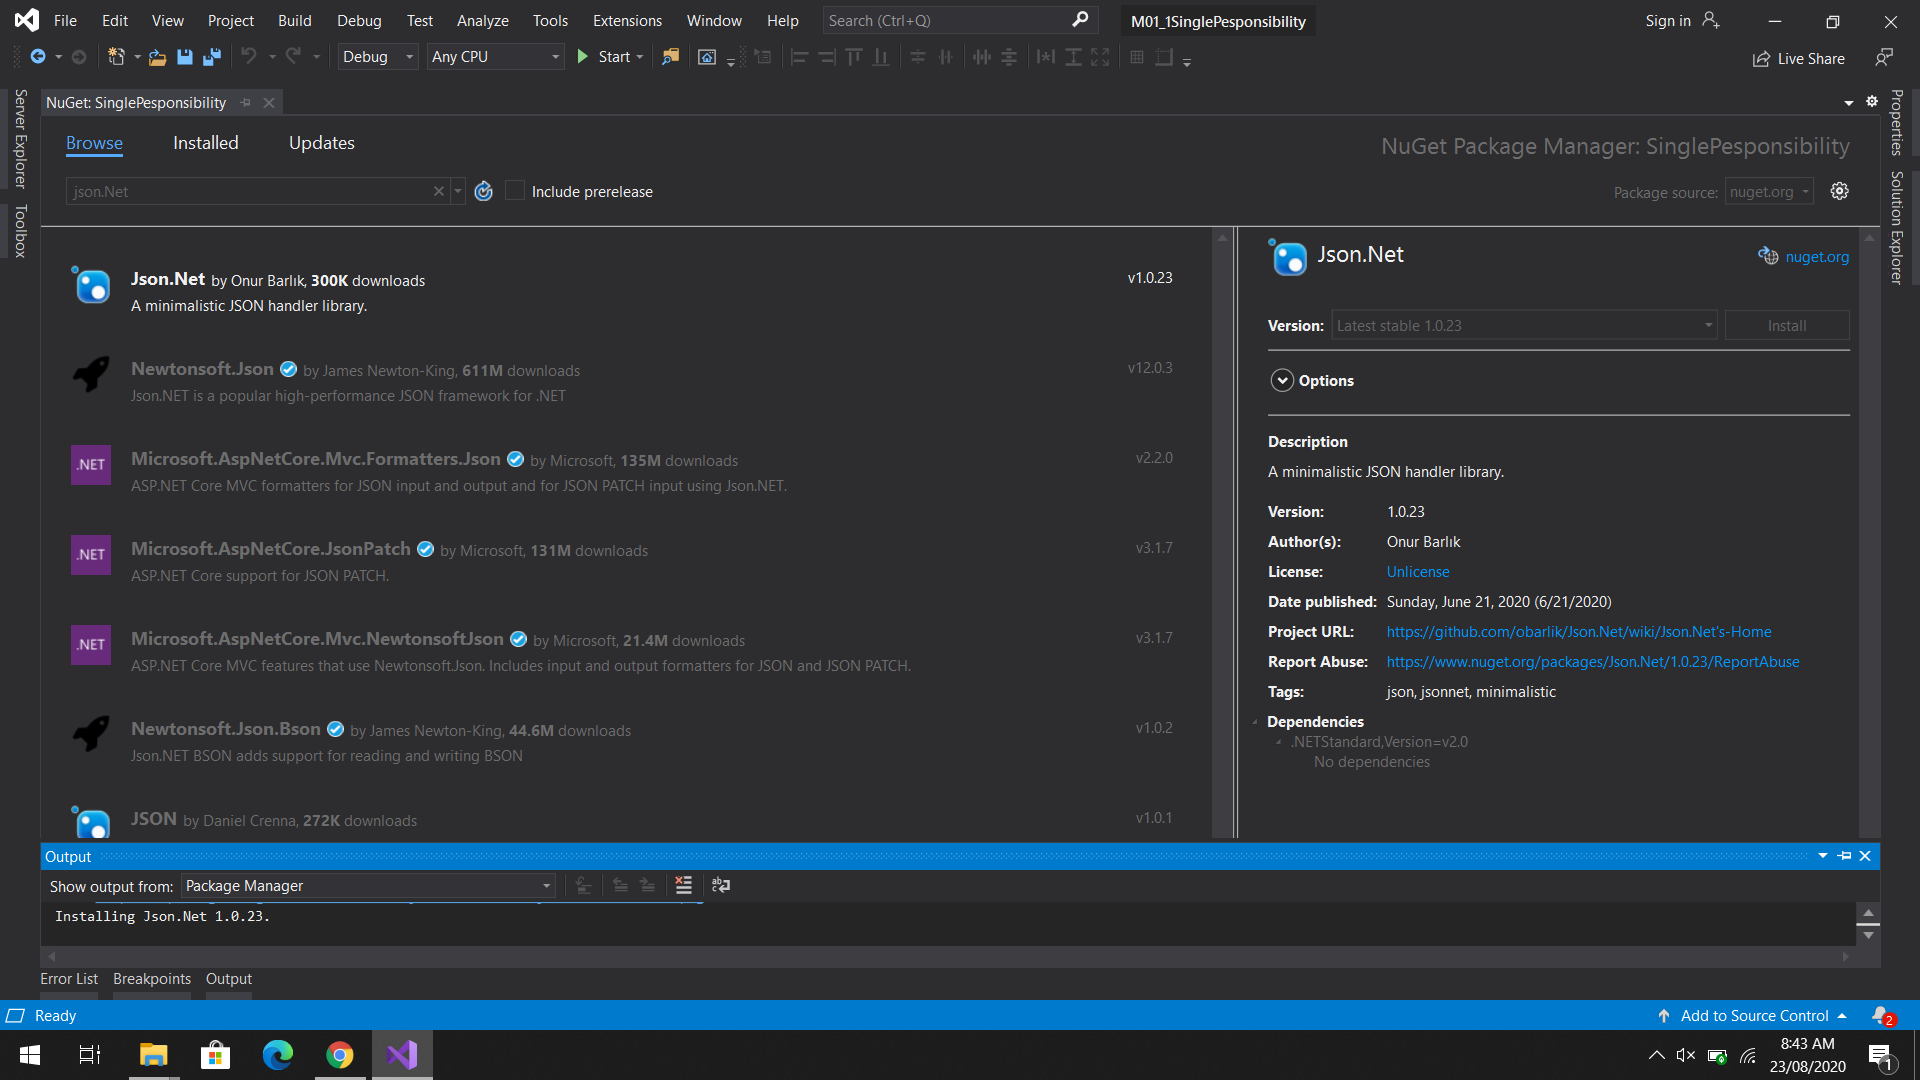 File Edit View Project Build Debug Test Analyze Tools Extensions Window Help Search (Ctrl+Q) M01_1SinglePesponsibility Sign in
Debug Any CPU Start Live Share
Server Explorer
Toolbox
NuGet: SinglePesponsibility
Browse Installed Updates
NuGet Package Manager: SinglePesponsibility
json.Net Include prerelease Package source: nuget.org
Json.Net by Onur Barlık, 300K downloads v1.0.23
A minimalistic JSON handler library.
Newtonsoft.Json by James Newton-King, 611M downloads v12.0.3
Json.NET is a popular high-performance JSON framework for .NET
.NET
Microsoft.AspNetCore.Mvc.Formatters.Json by Microsoft, 135M downloads v2.2.0
ASP.NET Core MVC formatters for JSON input and output and for JSON PATCH input using Json.NET.
.NET
Microsoft.AspNetCore.JsonPatch by Microsoft, 131M downloads v3.1.7
ASP.NET Core support for JSON PATCH.
.NET
Microsoft.AspNetCore.Mvc.NewtonsoftJson by Microsoft, 21.4M downloads v3.1.7
ASP.NET Core MVC features that use Newtonsoft.Json. Includes input and output formatters for JSON and JSON PATCH.
Newtonsoft.Json.Bson by James Newton-King, 44.6M downloads v1.0.2
Json.NET BSON adds support for reading and writing BSON
JSON by Daniel Crenna, 272K downloads v1.0.1
Json.Net nuget.org
Version: Latest stable 1.0.23 Install
Options
Description
A minimalistic JSON handler library.
Version: 1.0.23
Author(s): Onur Barlık
License: Unlicense
Date published: Sunday, June 21, 2020 (6/21/2020)
Project URL: https://github.com/obarlik/Json.Net/wiki/Json.Net's-Home
Report Abuse: https://www.nuget.org/packages/Json.Net/1.0.23/ReportAbuse
Tags: json, jsonnet, minimalistic
Dependencies
.NETStandard,Version=v2.0
No dependencies
Properties
Solution Explorer
Output
Show output from: Package Manager
Installing Json.Net 1.0.23.
Error List Breakpoints Output
Ready Add to Source Control 2
8:43 AM
23/08/2020
1